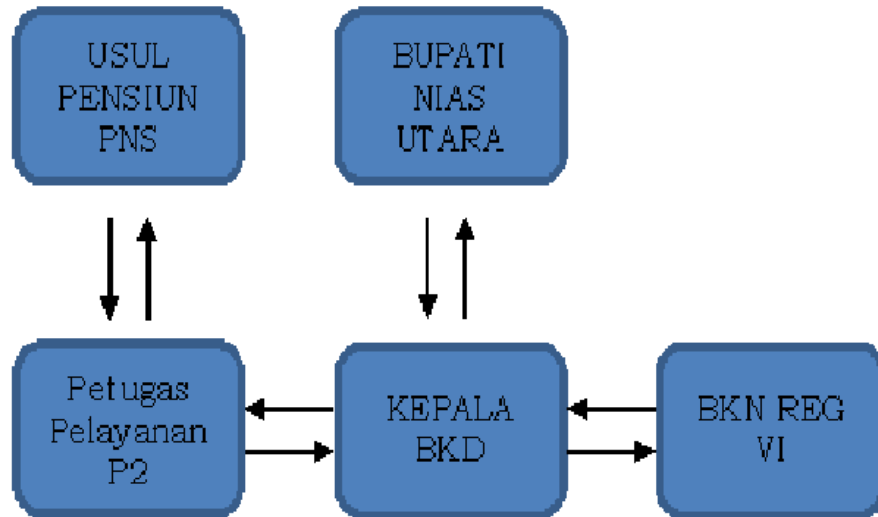 USUL
PENSIUN
PNS
BUPATI
NIAS
UTARA
Petugas
Pelayanan
P2
KEPALA
BKD
BKN REG
VI